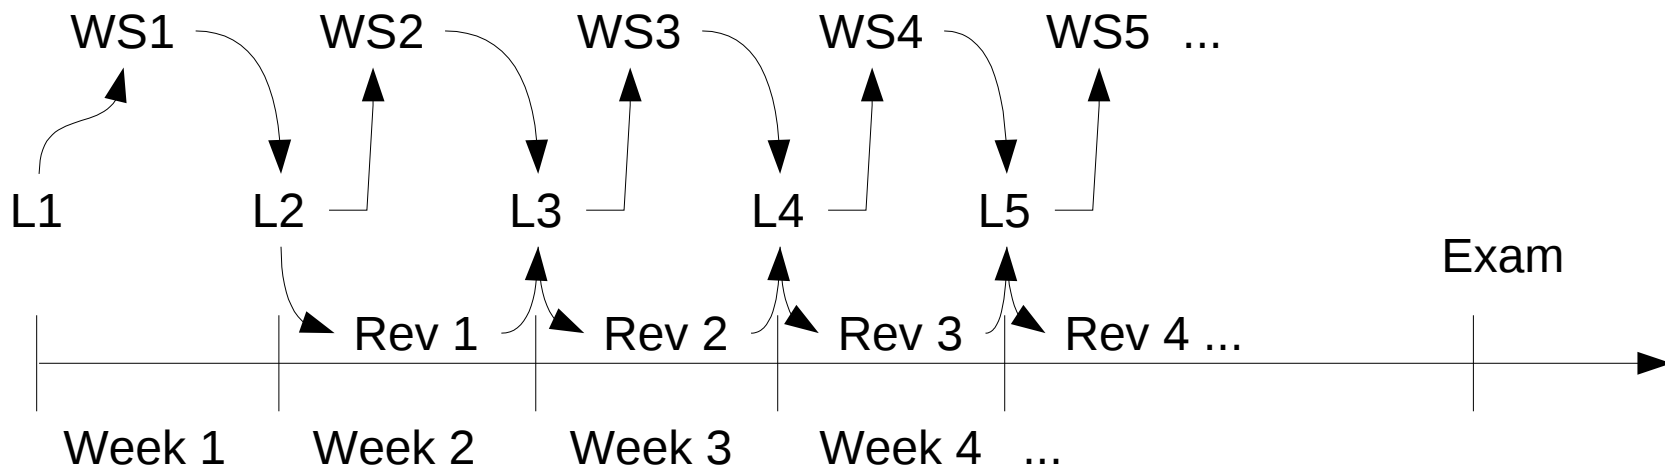 WS1 WS2 WS3 WS4 WS5 ...
L1 L2 L3 L4 L5
Exam
Rev 1 Rev 2 Rev 3 Rev 4 ...
Week 1 Week 2 Week 3 Week 4 ...